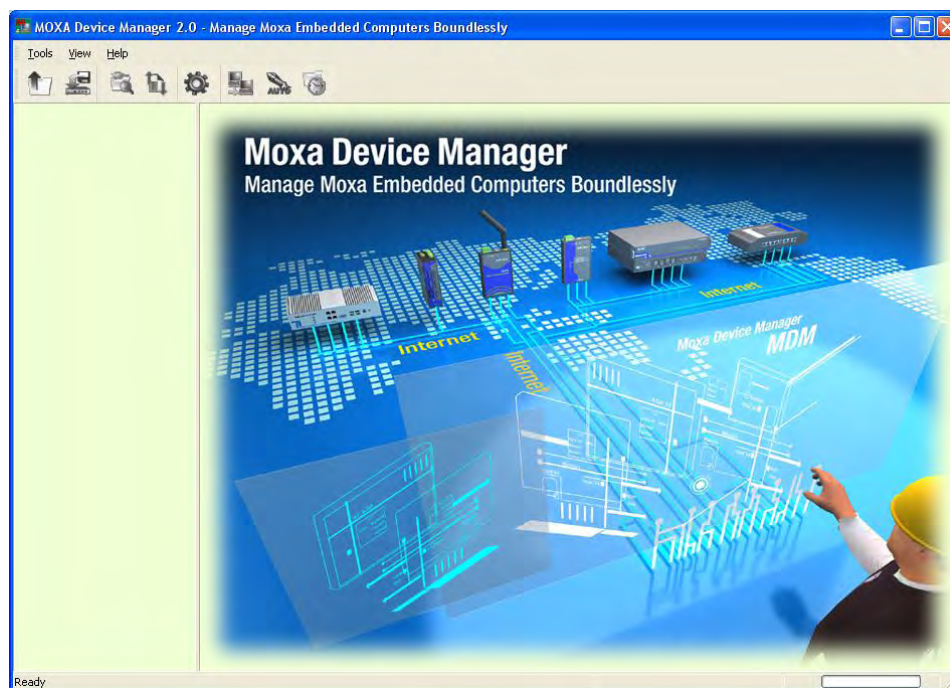 MOXA Device Manager 2.0 - Manage Moxa Embedded Computers Boundlessly
Tools View Help
AUTO
Moxa Device Manager
Manage Moxa Embedded Computers Boundlessly
Internet
Internet
Internet
Moxa Device Manager
MDM
Ready